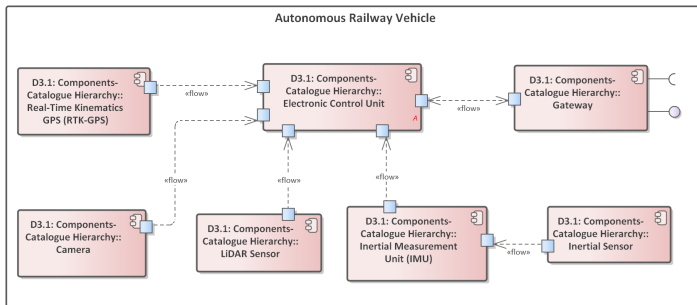 Autonomous Railway Vehicle
D3.1: Components-
Catalogue Hierarchy::
Real-Time Kinematics
GPS (RTK-GPS)
«flow»
D3.1: Components-
Catalogue Hierarchy::
Electronic Control Unit
A
«flow»
D3.1: Components-
Catalogue Hierarchy::
Gateway
«flow»
«flow»
«flow»
D3.1: Components-
Catalogue Hierarchy::
Camera
D3.1: Components-
Catalogue Hierarchy::
LiDAR Sensor
D3.1: Components-
Catalogue Hierarchy::
Inertial Measurement
Unit (IMU)
«flow»
D3.1: Components-
Catalogue Hierarchy::
Inertial Sensor